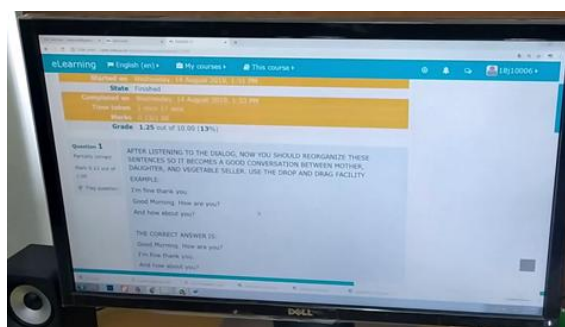 eLearning English (en) My courses This course 18j10006
Started on Wednesday, 14 August 2019, 1:51 PM
State Finished
Completed on Wednesday, 14 August 2019, 1:53 PM
Time taken
Marks
Grade 1.25 out of 10.00 (13%)
Question 1
Partially correct
Flag question
AFTER LISTENING TO THE DIALOG, NOW YOU SHOULD REORGANIZE THESE
SENTENCES SO IT BECOMES A GOOD CONVERSATION BETWEEN MOTHER,
DAUGHTER, AND VEGETABLE SELLER. USE THE DROP AND DRAG FACILITY
EXAMPLE:
I'm fine thank you
Good Morning. How are you?
And how about you?
THE CORRECT ANSWER IS:
Good Morning. How are you?
I'm fine thank you
And how about you?
DELL